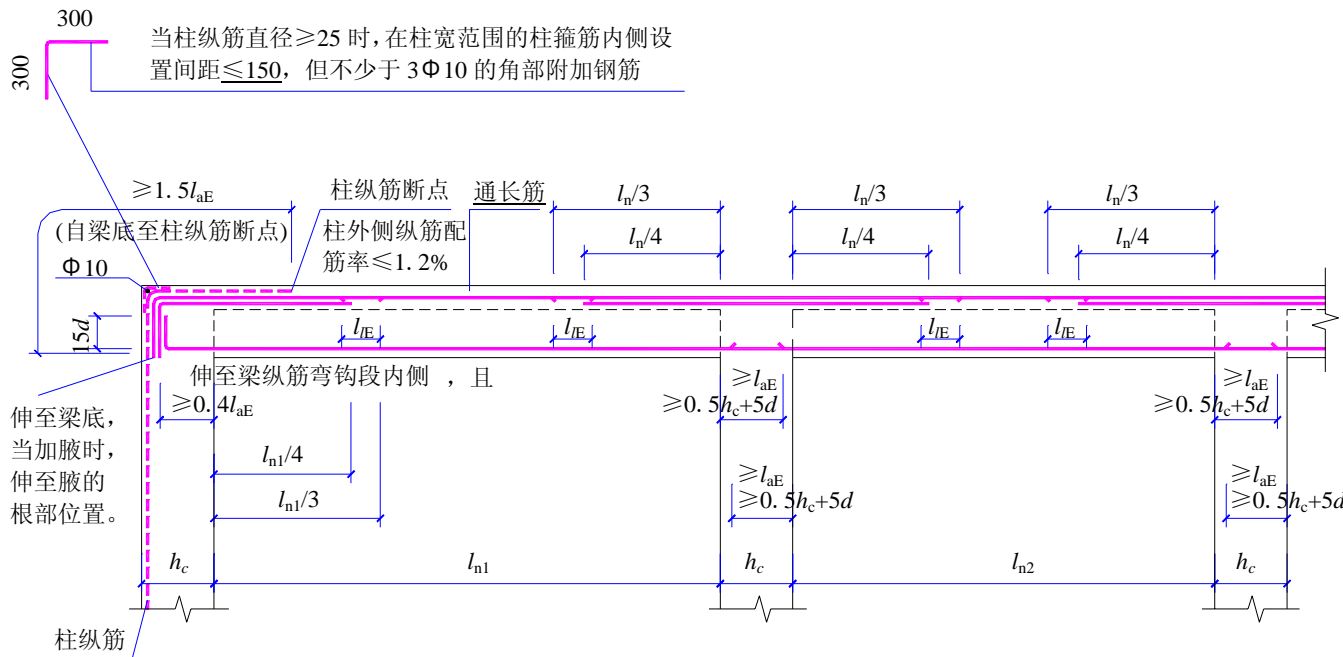 300
300
当柱纵筋直径≥25 时，在柱宽范围的柱箍筋内侧设
置间距≤150，但不少于 3Φ10 的角部附加钢筋
≥1.5laE
(自梁底至柱纵筋断点)
Φ10
15d
柱纵筋断点
通长筋
柱外侧纵筋配
筋率≤1.2%
ln/3
ln/4
ln/3
ln/4
ln/3
ln/4
llE
llE
llE
llE
伸至梁纵筋弯钩段内侧 ，且
≥0.4laE
伸至梁底，
当加腋时，
伸至腋的
根部位置。
ln1/4
ln1/3
≥laE
≥0.5hc+5d
≥laE
≥0.5hc+5d
≥laE
≥0.5hc+5d
≥laE
≥0.5hc+5d
hc
ln1
hc
ln2
hc
柱纵筋